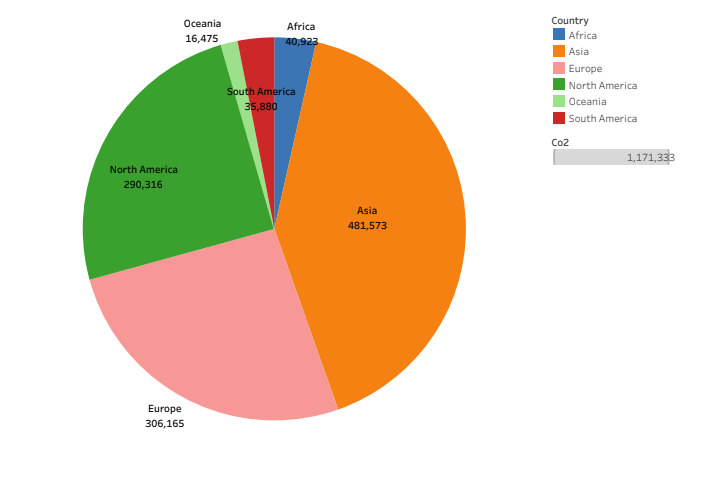 Oceania
16,475
Africa
40,923
South America
35,880
North America
290,316
Asia
481,573
Europe
306,165
Country
Africa
Asia
Europe
North America
Oceania
South America
Co2
1,171,333